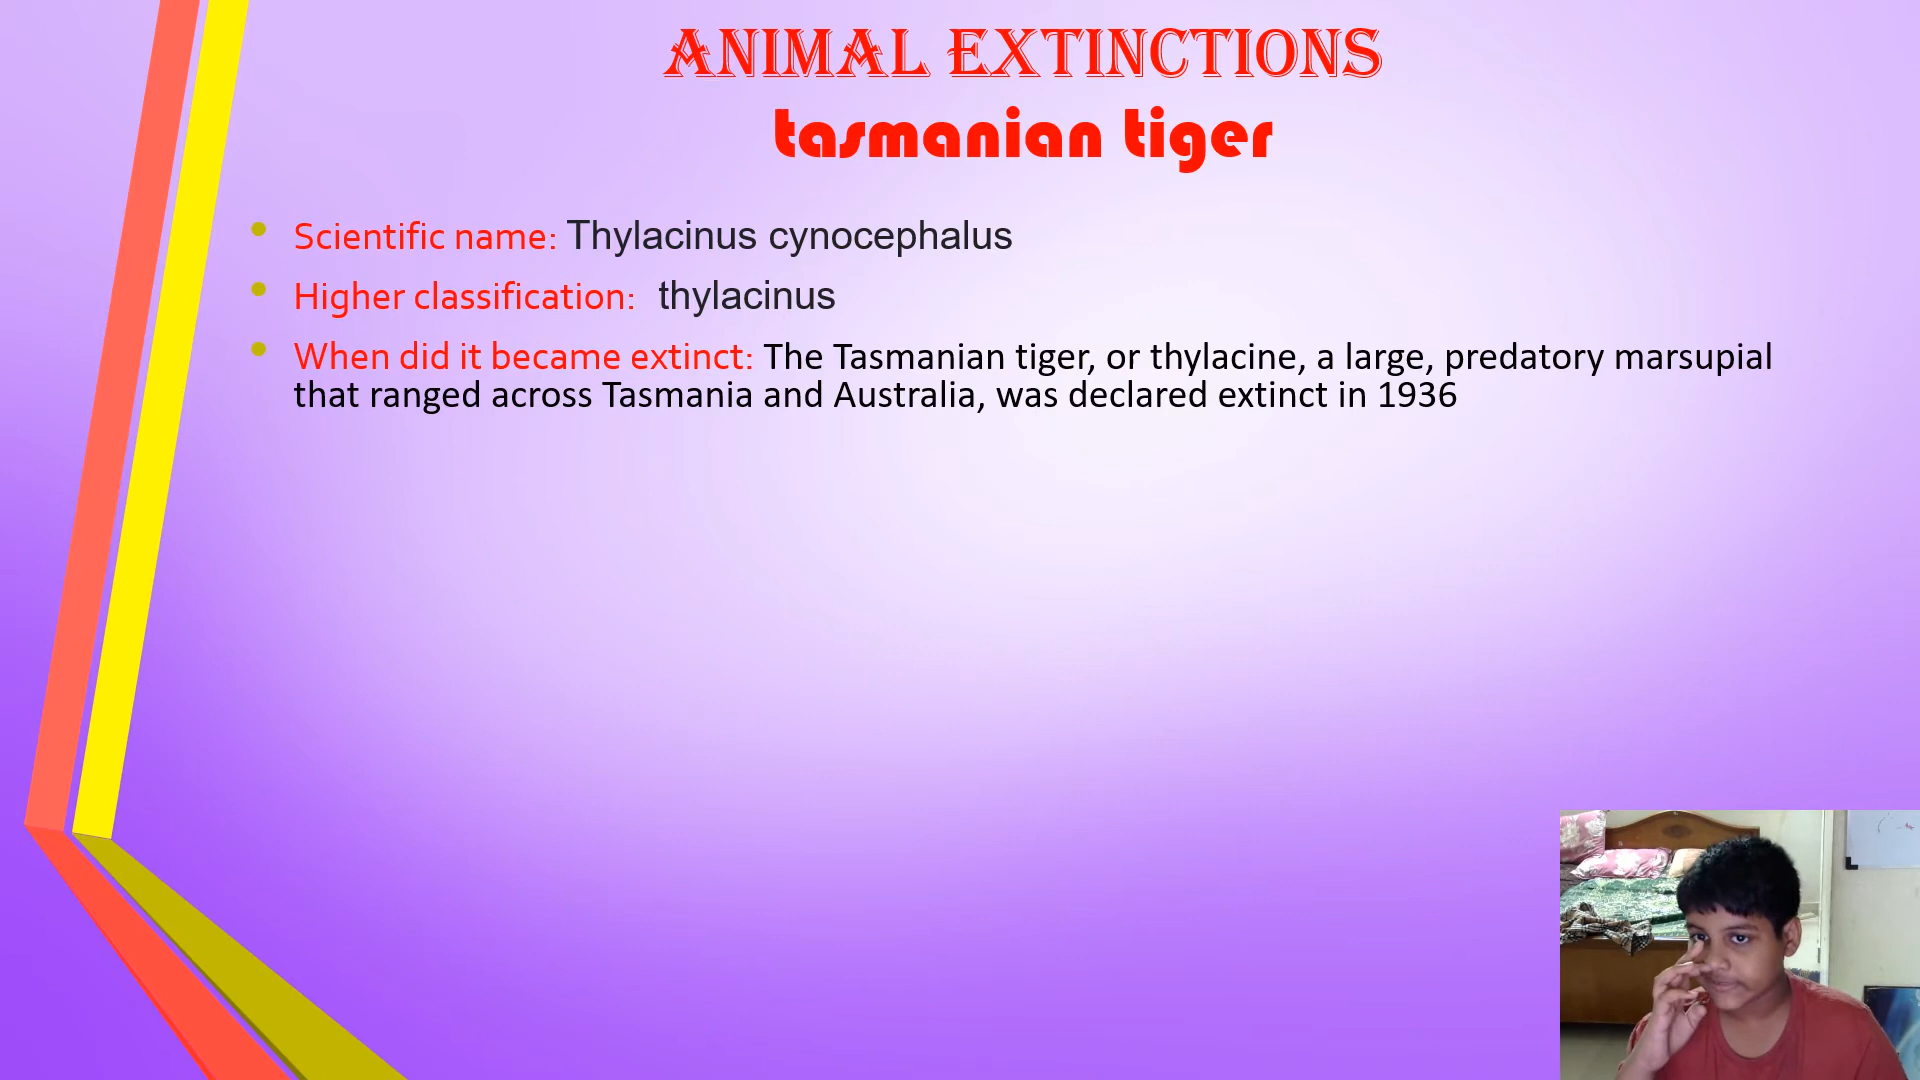 ANIMAL EXTINCTIONS
tasmanian tiger
Scientific name: Thylacinus cynocephalus
Higher classification: thylacinus
When did it became extinct: The Tasmanian tiger, or thylacine, a large, predatory marsupial
that ranged across Tasmania and Australia, was declared extinct in 1936